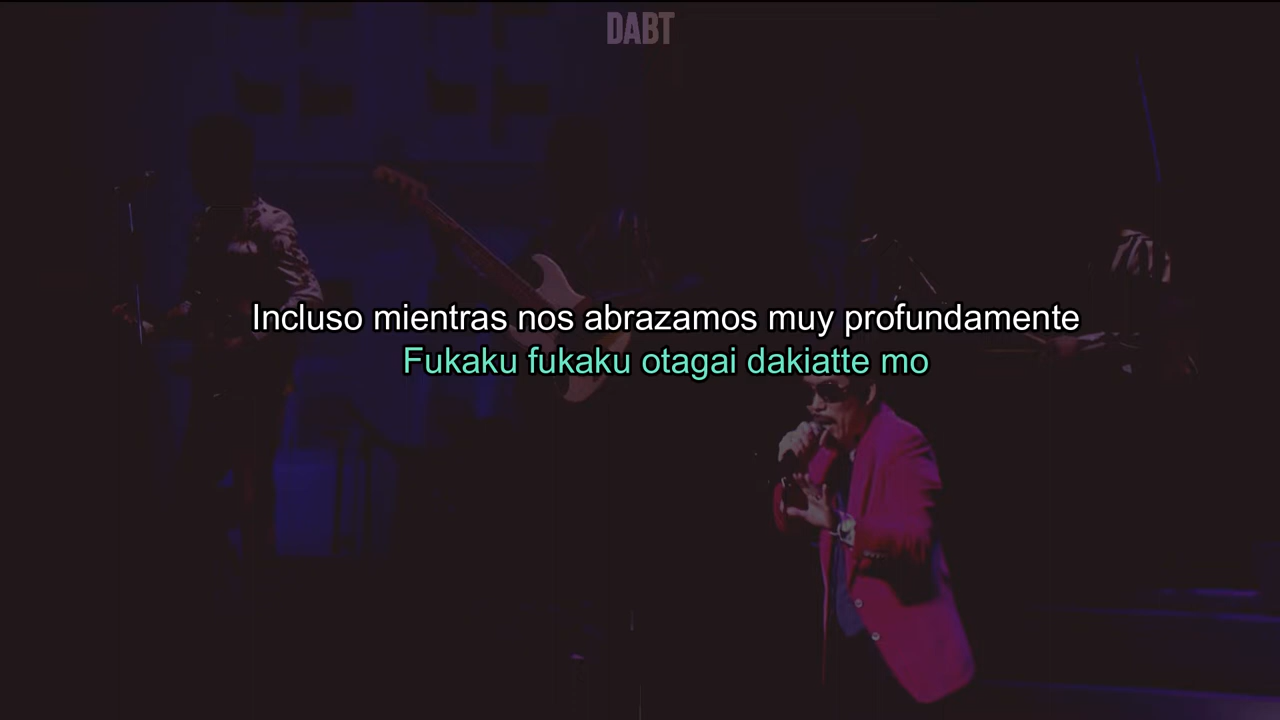 DABT
Incluso mientras nos abrazamos muy profundamente
Fukaku fukaku otagai dakiatte mo